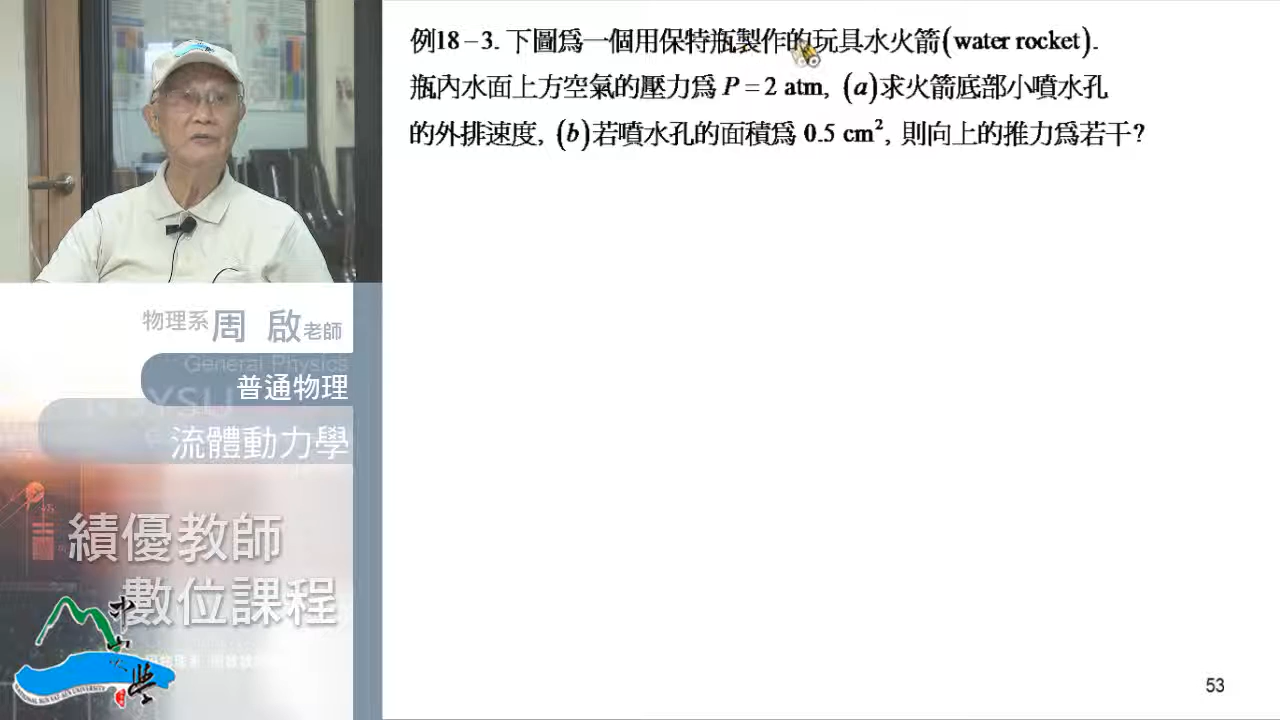 例18－3. 下圖爲一個用保特瓶製作的玩具水火箭(water rocket).
瓶內水面上方空氣的壓力爲 P = 2 atm, (a)求火箭底部小噴水孔
的外排速度, (b)若噴水孔的面積爲 0.5 cm², 則向上的推力爲若干?
物理系周 啟老師
General Physics
普通物理
NSYSU
流體動力學
績優教師
數位課程
53